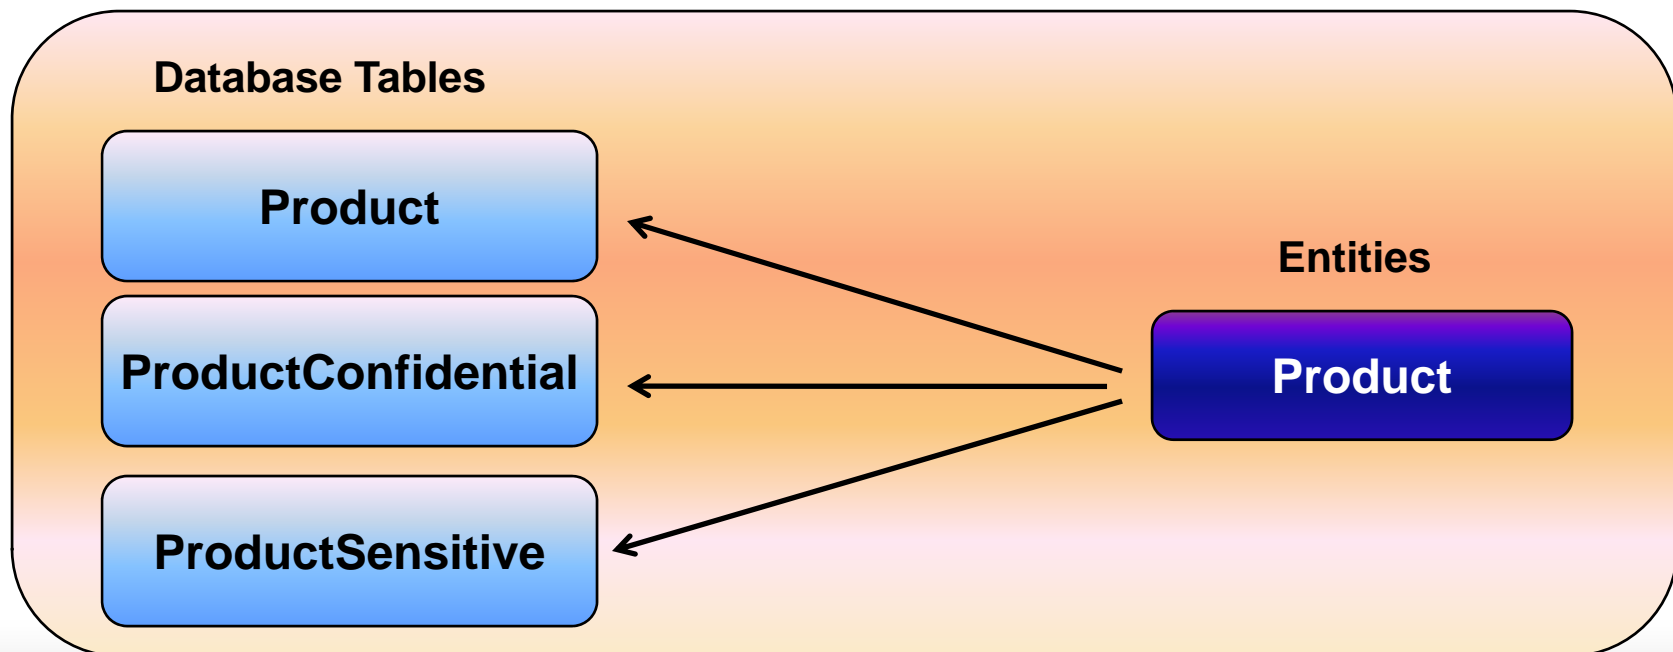 Database Tables
Product
Entities
ProductConfidential
Product
ProductSensitive